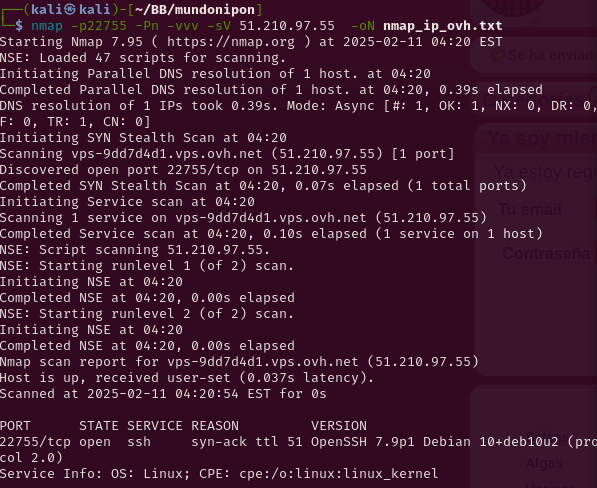 ┌──(kali㉿kali)-[~/BB/mundonipon]
└─$ nmap -p22755 -Pn -vvv -sV 51.210.97.55  -oN nmap_ip_ovh.txt
Starting Nmap 7.95 ( https://nmap.org ) at 2025-02-11 04:20 EST
NSE: Loaded 47 scripts for scanning.
Initiating Parallel DNS resolution of 1 host. at 04:20
Completed Parallel DNS resolution of 1 host. at 04:20, 0.39s elapsed
DNS resolution of 1 IPs took 0.39s. Mode: Async [#: 1, OK: 1, NX: 0, DR: 0,
F: 0, TR: 1, CN: 0]
Initiating SYN Stealth Scan at 04:20
Scanning vps-9dd7d4d1.vps.ovh.net (51.210.97.55) [1 port]
Discovered open port 22755/tcp on 51.210.97.55
Completed SYN Stealth Scan at 04:20, 0.07s elapsed (1 total ports)
Initiating Service scan at 04:20
Scanning 1 service on vps-9dd7d4d1.vps.ovh.net (51.210.97.55)
Completed Service scan at 04:20, 0.10s elapsed (1 service on 1 host)
NSE: Script scanning 51.210.97.55.
NSE: Starting runlevel 1 (of 2) scan.
Initiating NSE at 04:20
Completed NSE at 04:20, 0.00s elapsed
NSE: Starting runlevel 2 (of 2) scan.
Initiating NSE at 04:20
Completed NSE at 04:20, 0.00s elapsed
Nmap scan report for vps-9dd7d4d1.vps.ovh.net (51.210.97.55)
Host is up, received user-set (0.037s latency).
Scanned at 2025-02-11 04:20:54 EST for 0s
PORT      STATE SERVICE REASON         VERSION
22755/tcp open  ssh     syn-ack ttl 51 OpenSSH 7.9p1 Debian 10+deb10u2 (pro
col 2.0)
Service Info: OS: Linux; CPE: cpe:/o:linux:linux_kernel
Se ha enviado
Ya soy mie
Ya estoy reg
Tu email
Contraseña
Algas